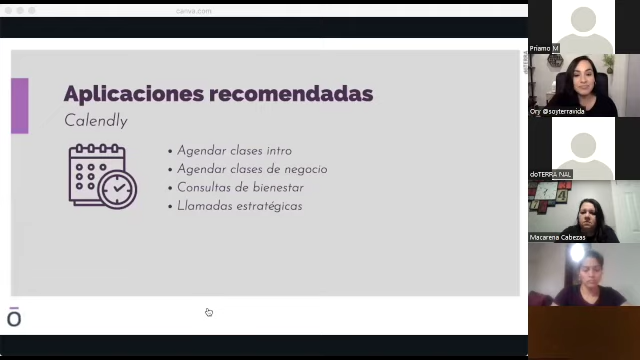 canva.com
Aplicaciones recomendadas
Calendly
• Agendar clases intro
• Agendar clases de negocio
• Consultas de bienestar
• Llamadas estratégicas
ō
dōTERRA
Priamo M
Ory @soyterravida
doTERRA NAL
Macarena Cabezas